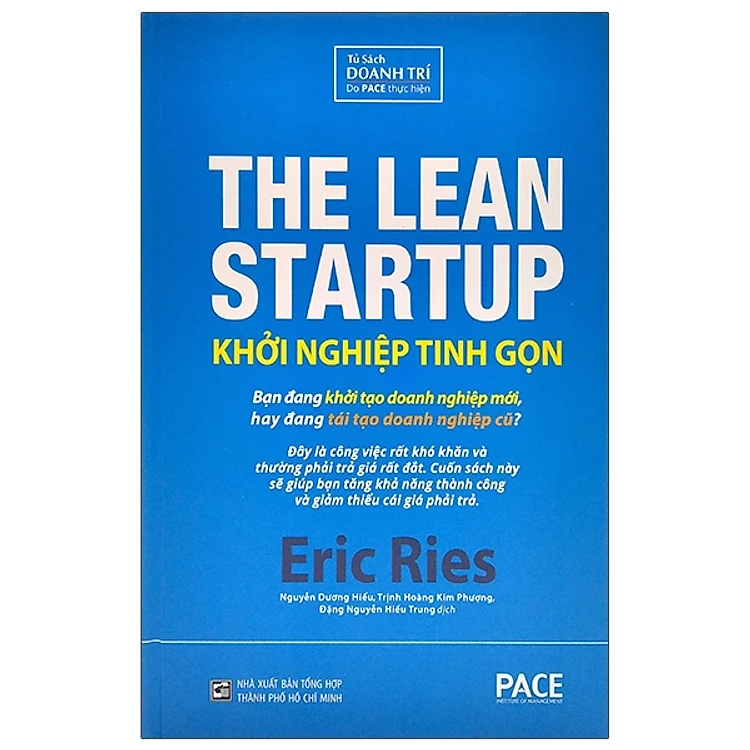 Tủ Sách
DOANH TRÍ
Do PACE thực hiện
THE LEAN
STARTUP
KHỞI NGHIỆP TINH GỌN
Bạn đang khởi tạo doanh nghiệp mới,
hay đang tái tạo doanh nghiệp cũ?
Đây là công việc rất khó khăn và
thường phải trả giá rất đắt. Cuốn sách này
sẽ giúp bạn tăng khả năng thành công
và giảm thiểu cái giá phải trả.
Eric Ries
Nguyễn Dương Hiếu, Trịnh Hoàng Kim Phượng,
Đặng Nguyễn Hiếu Trung dịch
NHÀ XUẤT BẢN TỔNG HỢP
THÀNH PHỐ HỒ CHÍ MINH
PACE
INSTITUTE OF MANAGEMENT